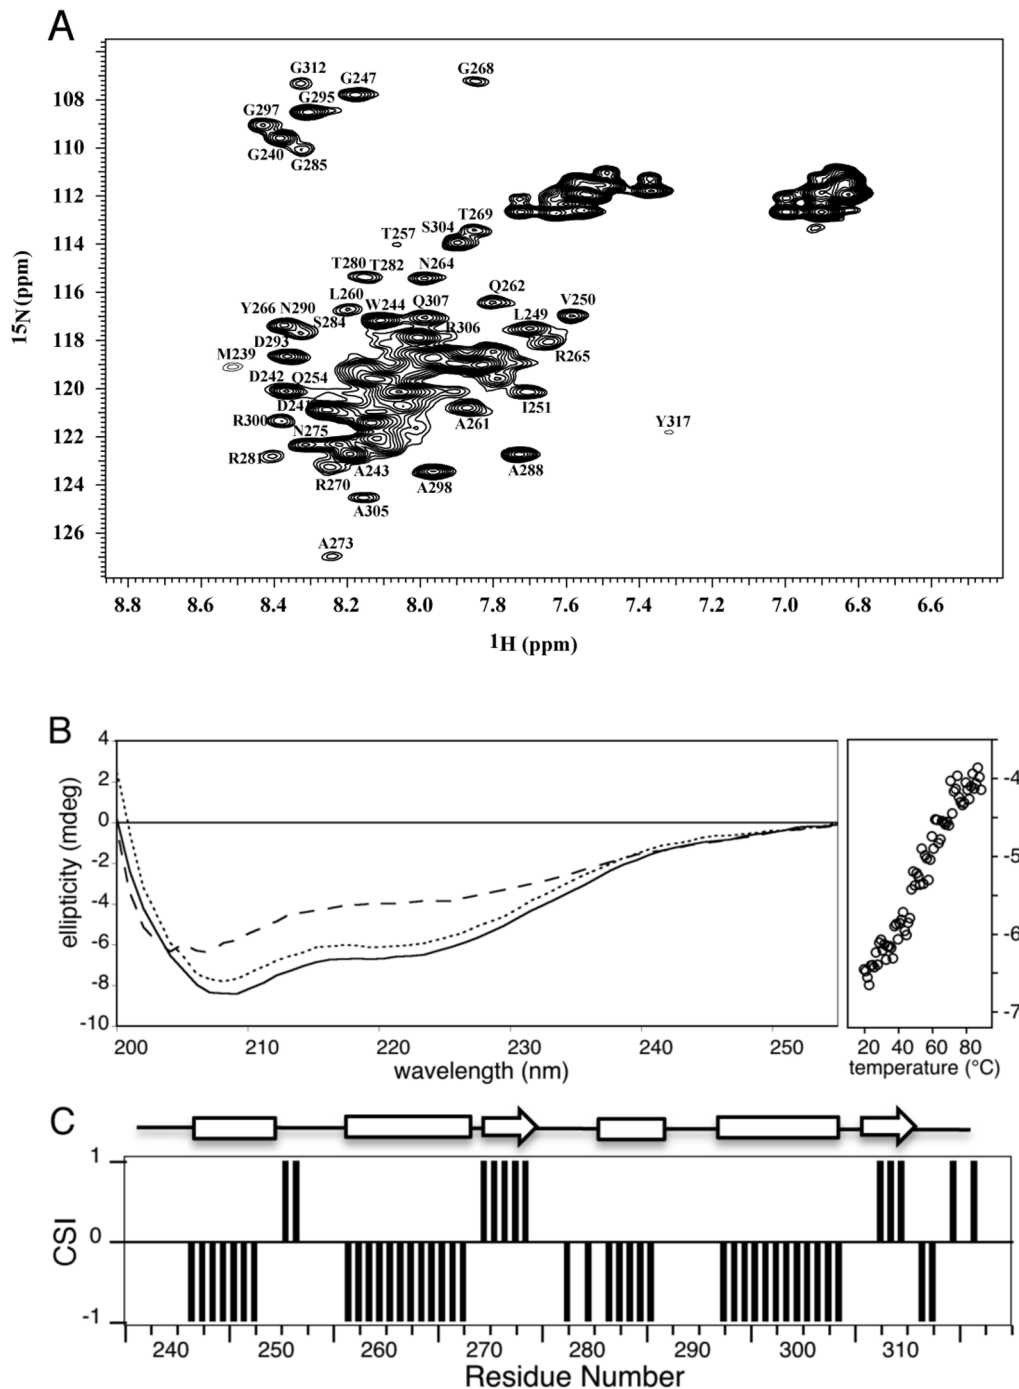 A
G312
G247
G268
G295
G297
G240
G285
T269
S304
T257
T280 T282 N264
L260
Q262
Y266 N290
W244 Q307
V250
S284
L249
D293
R306
M239
R265
D242 Q254
D241
I251
R300
A261
Y317
N275
R281
A243
A288
R270
A298
A305
A273
108
110
112
114
116
118
120
122
124
126
15N (ppm)
8.8 8.6 8.4 8.2 8.0 7.8 7.6 7.4 7.2 7.0 6.8 6.6
1H (ppm)
B
4
2
0
-2
-4
-6
-8
-10
ellipticity (mdeg)
200 210 220 230 240 250
wavelength (nm)
-4
-5
-6
-7
20 40 60 80
temperature (°C)
C
1
0
-1
CSI
240 250 260 270 280 290 300 310
Residue Number